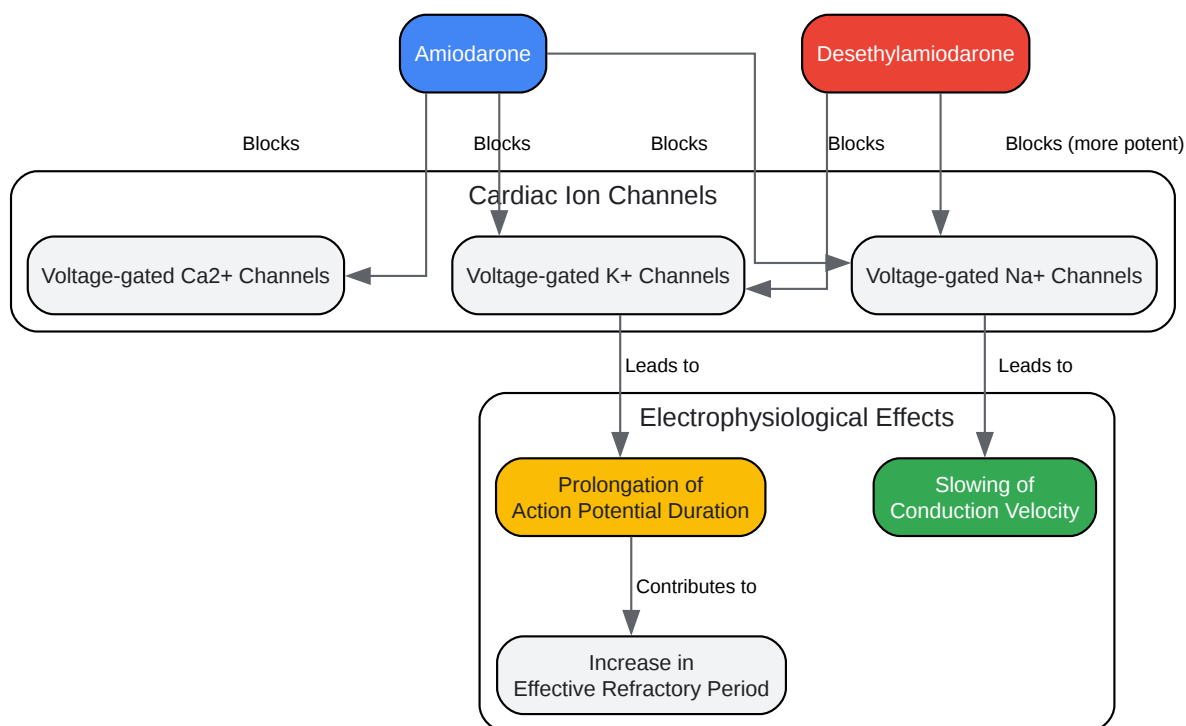 Amiodarone
Desethylamiodarone
Blocks
Blocks
Blocks
Blocks
Blocks (more potent)
Cardiac Ion Channels
Voltage-gated Ca2+ Channels
Voltage-gated K+ Channels
Voltage-gated Na+ Channels
Leads to
Leads to
Electrophysiological Effects
Prolongation of
Action Potential Duration
Slowing of
Conduction Velocity
Contributes to
Increase in
Effective Refractory Period